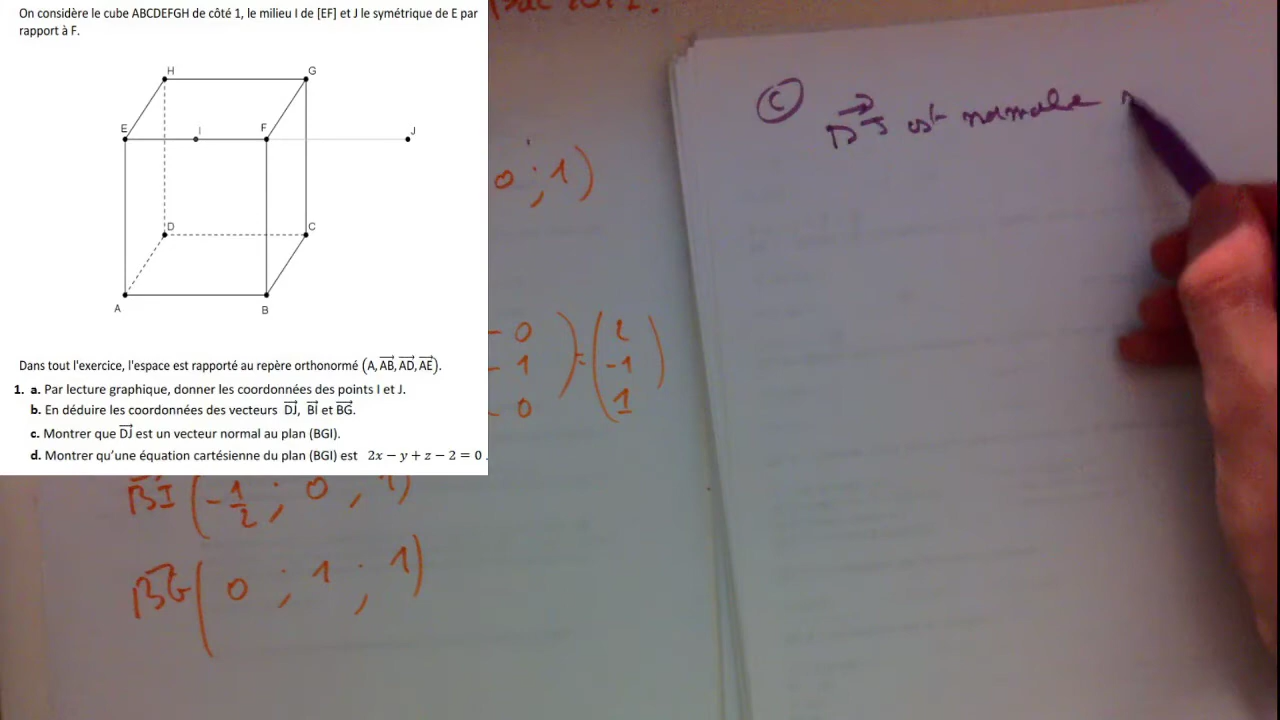 On considère le cube ABCDEFGH de côté 1, le milieu I de [EF] et J le symétrique de E par
rapport à F.
H
G
E
I
F
J
D
C
A
B
Dans tout l'exercice, l'espace est rapporté au repère orthonormé (A, AB, AD, AE).
1. a. Par lecture graphique, donner les coordonnées des points I et J.
b. En déduire les coordonnées des vecteurs DJ, BI et BG.
c. Montrer que DJ est un vecteur normal au plan (BGI).
d. Montrer qu'une équation cartésienne du plan (BGI) est 2x − y + z − 2 = 0.
0 ; 1)
- 0
- 1
- 0
) = (
2
-1
1
)
BI (-1/2 ; 0 ; 1)
BG ( 0 ; 1 ; 1)
c
DJ est normale